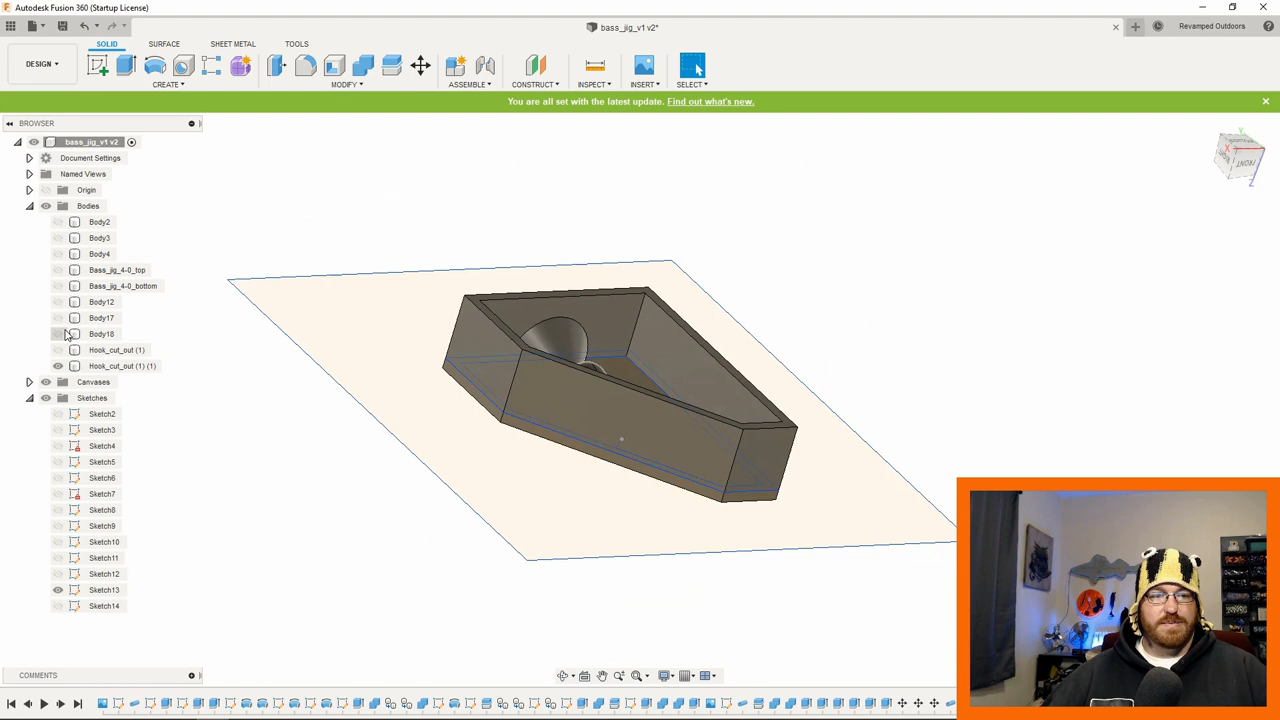 Autodesk Fusion 360 (Startup License)
bass_jig_v1 v2*
Revamped Outdoors
SOLID SURFACE SHEET METAL TOOLS
DESIGN
CREATE MODIFY ASSEMBLE CONSTRUCT INSPECT INSERT SELECT
You are all set with the latest update. Find out what's new.
BROWSER
bass_jig_v1 v2
Document Settings
Named Views
Origin
Bodies
Body2
Body3
Body4
Bass_jig_4-0_top
Bass_jig_4-0_bottom
Body12
Body17
Body18
Hook_cut_out (1)
Hook_cut_out (1) (1)
Canvases
Sketches
Sketch2
Sketch3
Sketch4
Sketch5
Sketch6
Sketch7
Sketch8
Sketch9
Sketch10
Sketch11
Sketch12
Sketch13
Sketch14
Y
X
FRONT
Z
COMMENTS